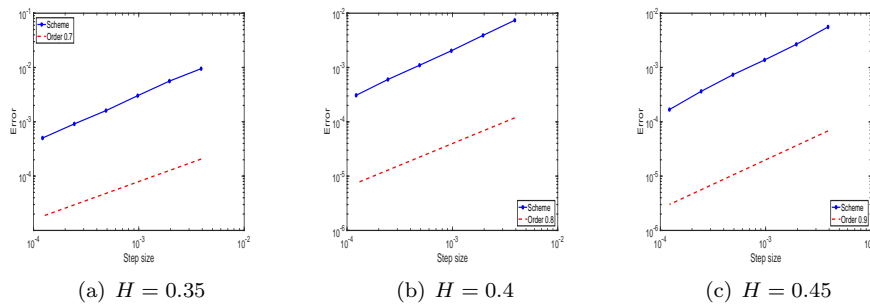 10^-1
10^-2
10^-3
10^-4
Error
Scheme
Order 0.7
10^-4 10^-3 10^-2
Step size
(a) H = 0.35
10^-2
10^-3
10^-4
10^-5
10^-6
Error
Scheme
Order 0.8
10^-4 10^-3 10^-2
Step size
(b) H = 0.4
10^-2
10^-3
10^-4
10^-5
10^-6
Error
Scheme
Order 0.9
10^-4 10^-3 10^-2
Step size
(c) H = 0.45